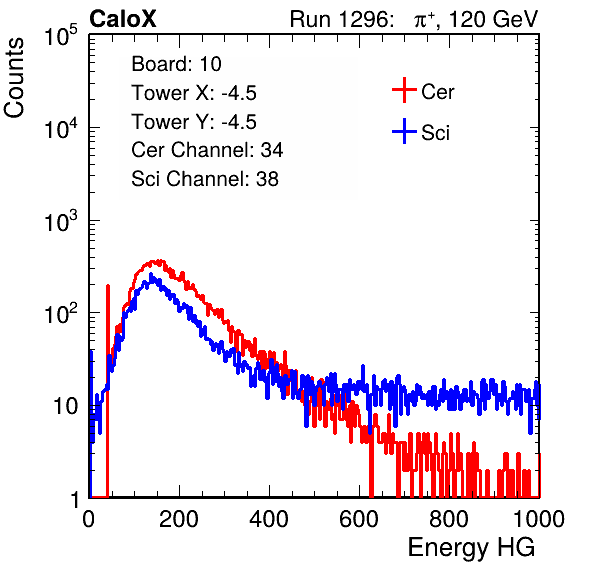 CaloX Run 1296: π⁺, 120 GeV
Counts
10⁵
10⁴
10³
10²
10
1
Board: 10
Tower X: -4.5
Tower Y: -4.5
Cer Channel: 34
Sci Channel: 38
Cer
Sci
0 200 400 600 800 1000
Energy HG